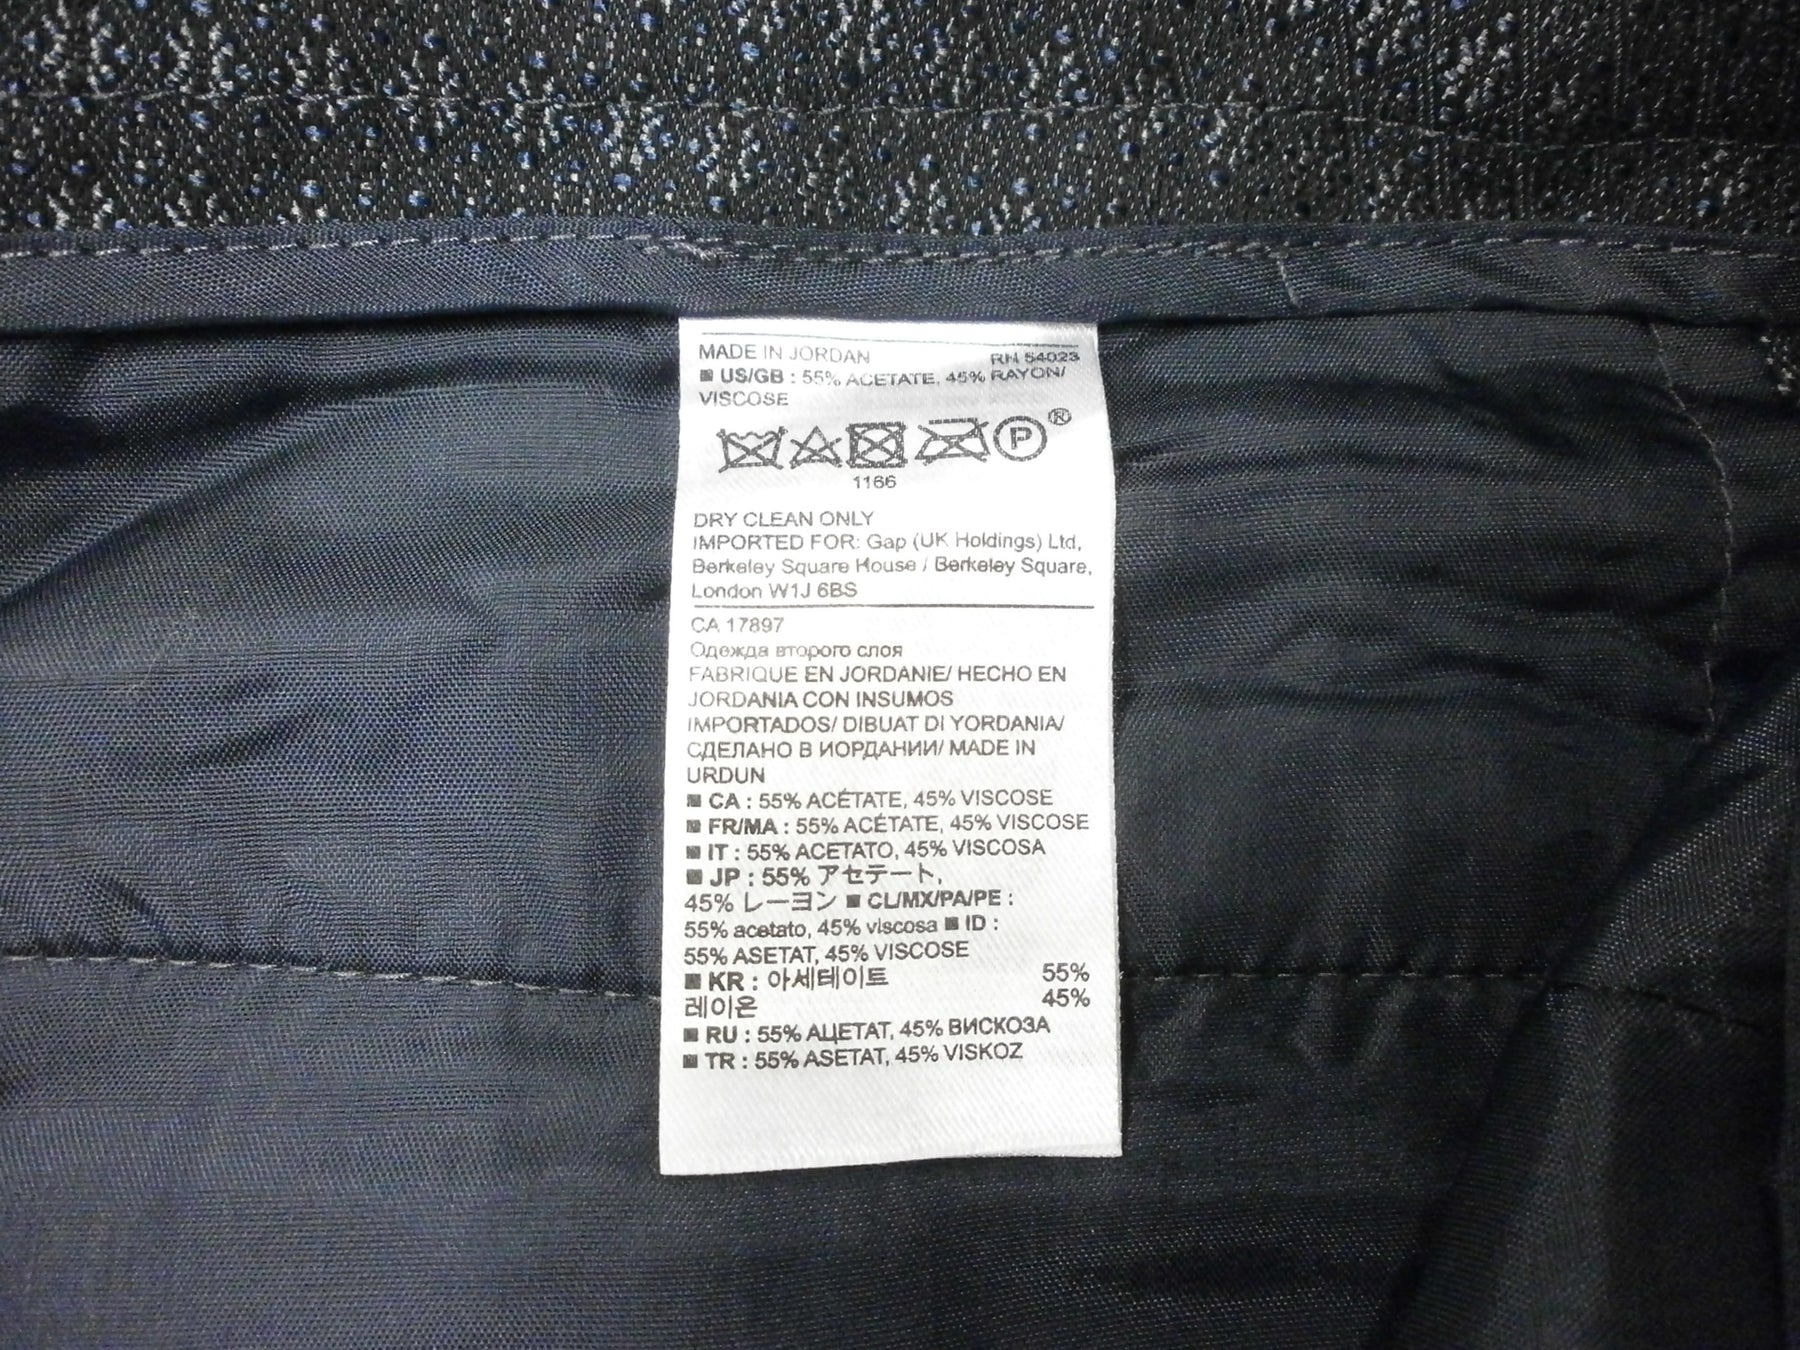 MADE IN JORDAN RN 54023
■ US/GB : 55% ACETATE, 45% RAYON/
VISCOSE
P ®
1166
DRY CLEAN ONLY
IMPORTED FOR: Gap (UK Holdings) Ltd,
Berkeley Square House / Berkeley Square,
London W1J 6BS
CA 17897
Одежда второго слоя
FABRIQUE EN JORDANIE/ HECHO EN
JORDANIA CON INSUMOS
IMPORTADOS/ DIBUAT DI YORDANIA/
СДЕЛАНО В ИОРДАНИИ/ MADE IN
URDUN
■ CA : 55% ACÉTATE, 45% VISCOSE
■ FR/MA : 55% ACÉTATE, 45% VISCOSE
■ IT : 55% ACETATO, 45% VISCOSA
■ JP : 55% アセテート,
45% レーヨン ■ CL/MX/PA/PE :
55% acetato, 45% viscosa ■ ID :
55% ASETAT, 45% VISCOSE
■ KR : 아세테이트 55%
레이온 45%
■ RU : 55% АЦЕТАТ, 45% ВИСКОЗА
■ TR : 55% ASETAT, 45% VISKOZ